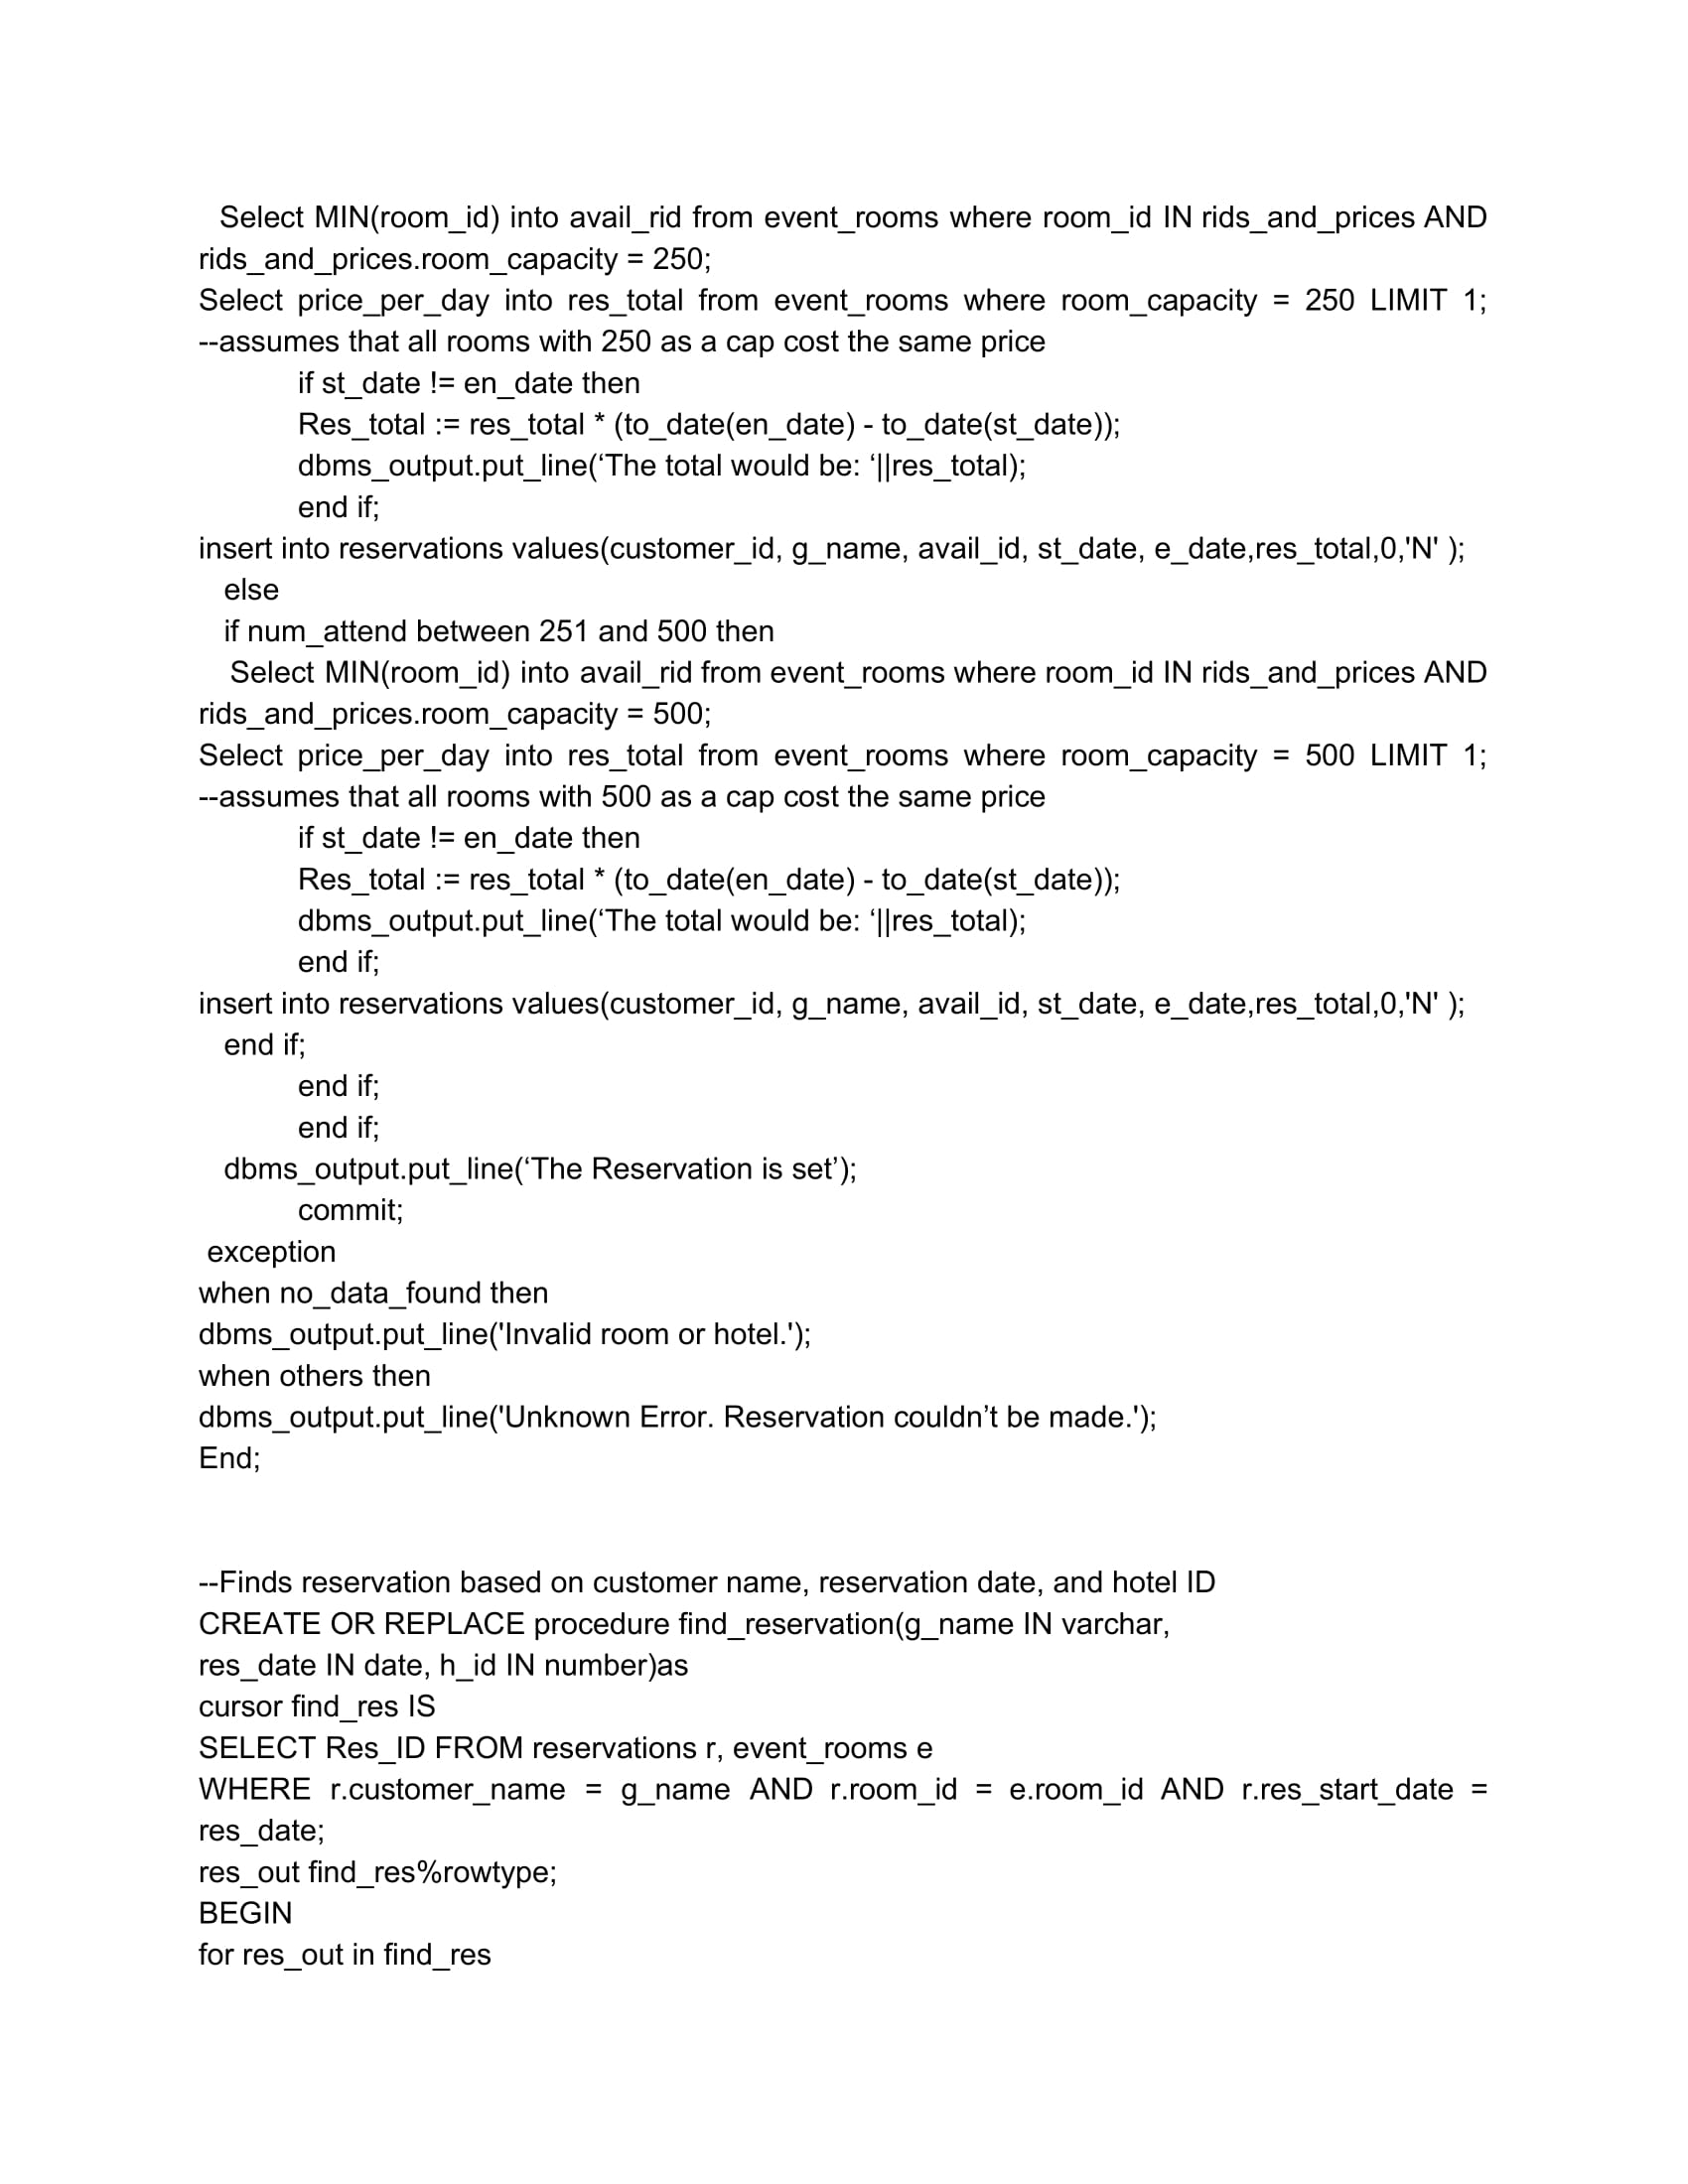 Select MIN(room_id) into avail_rid from event_rooms where room_id IN rids_and_prices AND
rids_and_prices.room_capacity = 250;
Select price_per_day into res_total from event_rooms where room_capacity = 250 LIMIT 1;
--assumes that all rooms with 250 as a cap cost the same price
if st_date != en_date then
Res_total := res_total * (to_date(en_date) - to_date(st_date));
dbms_output.put_line(‘The total would be: ‘||res_total);
end if;
insert into reservations values(customer_id, g_name, avail_id, st_date, e_date,res_total,0,'N' );
else
if num_attend between 251 and 500 then
Select MIN(room_id) into avail_rid from event_rooms where room_id IN rids_and_prices AND
rids_and_prices.room_capacity = 500;
Select price_per_day into res_total from event_rooms where room_capacity = 500 LIMIT 1;
--assumes that all rooms with 500 as a cap cost the same price
if st_date != en_date then
Res_total := res_total * (to_date(en_date) - to_date(st_date));
dbms_output.put_line(‘The total would be: ‘||res_total);
end if;
insert into reservations values(customer_id, g_name, avail_id, st_date, e_date,res_total,0,'N' );
end if;
end if;
end if;
dbms_output.put_line(‘The Reservation is set’);
commit;
exception
when no_data_found then
dbms_output.put_line('Invalid room or hotel.');
when others then
dbms_output.put_line('Unknown Error. Reservation couldn’t be made.');
End;
--Finds reservation based on customer name, reservation date, and hotel ID
CREATE OR REPLACE procedure find_reservation(g_name IN varchar,
res_date IN date, h_id IN number)as
cursor find_res IS
SELECT Res_ID FROM reservations r, event_rooms e
WHERE r.customer_name = g_name AND r.room_id = e.room_id AND r.res_start_date =
res_date;
res_out find_res%rowtype;
BEGIN
for res_out in find_res